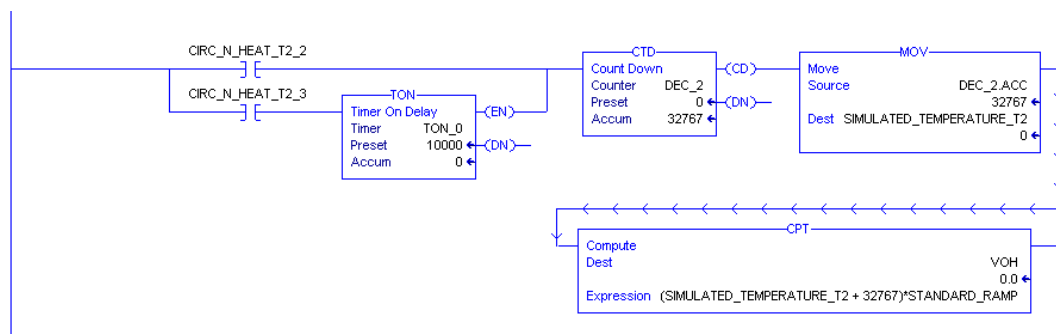 CIRC_N_HEAT_T2_2
CIRC_N_HEAT_T2_3
TON
Timer On Delay
Timer TON_0
Preset 10000
Accum 0
(EN)
(DN)
CTD
Count Down
Counter DEC_2
Preset 0
Accum 32767
(CD)
(DN)
MOV
Move
Source DEC_2.ACC
32767
Dest SIMULATED_TEMPERATURE_T2
0
CPT
Compute
Dest VOH
0.0
Expression (SIMULATED_TEMPERATURE_T2 + 32767)*STANDARD_RAMP